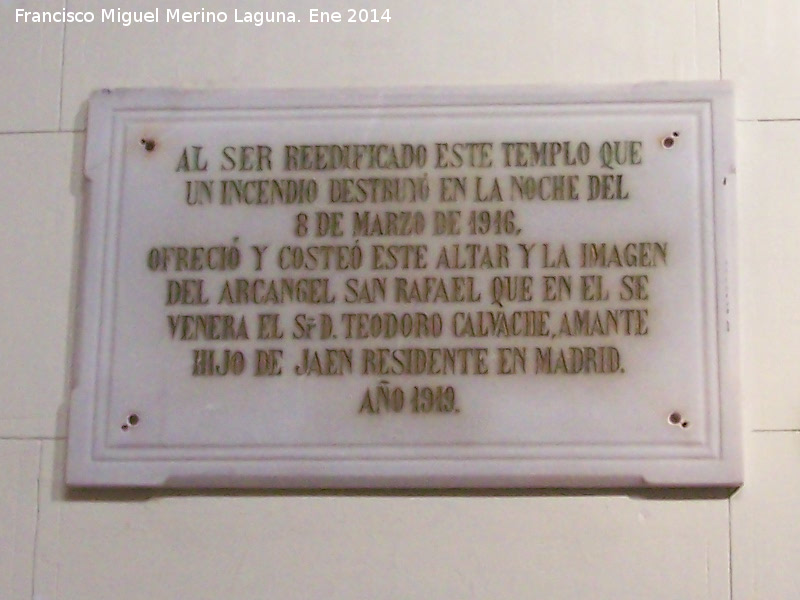 Francisco Miguel Merino Laguna. Ene 2014
AL SER REEDIFICADO ESTE TEMPLO QUE
UN INCENDIO DESTRUYÓ EN LA NOCHE DEL
8 DE MARZO DE 1916,
OFRECIÓ Y COSTEÓ ESTE ALTAR Y LA IMAGEN
DEL ARCANGEL SAN RAFAEL QUE EN EL SE
VENERA EL Sr. D. TEODORO CALVACHE, AMANTE
HIJO DE JAEN RESIDENTE EN MADRID.
AÑO 1919.